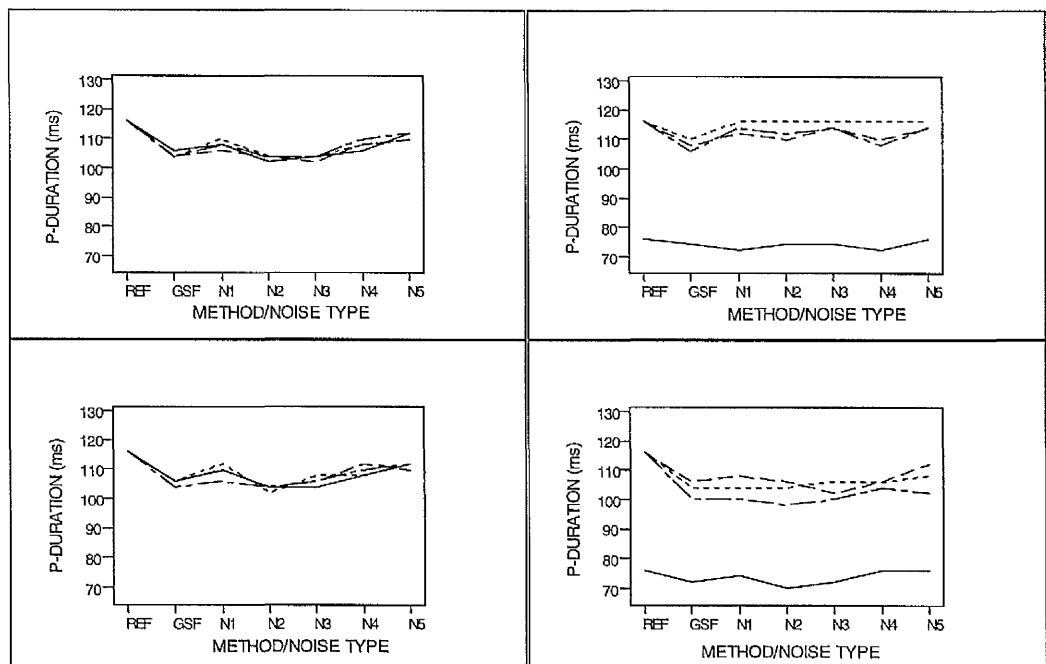 130
120
110
100
90
80
70
P-DURATION (ms)
REF GSF N1 N2 N3 N4 N5
METHOD/NOISE TYPE
130
120
110
100
90
80
70
P-DURATION (ms)
REF GSF N1 N2 N3 N4 N5
METHOD/NOISE TYPE
130
120
110
100
90
80
70
P-DURATION (ms)
REF GSF N1 N2 N3 N4 N5
METHOD/NOISE TYPE
130
120
110
100
90
80
70
P-DURATION (ms)
REF GSF N1 N2 N3 N4 N5
METHOD/NOISE TYPE